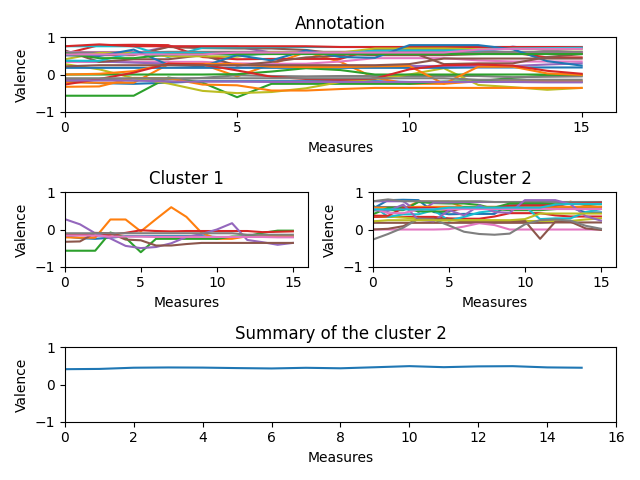 Annotation
Valence
1
0
−1
0 5 10 15
Measures
Cluster 1
Valence
1
0
−1
0 5 10 15
Measures
Cluster 2
Valence
1
0
−1
0 5 10 15
Measures
Summary of the cluster 2
Valence
1
0
−1
0 2 4 6 8 10 12 14 16
Measures